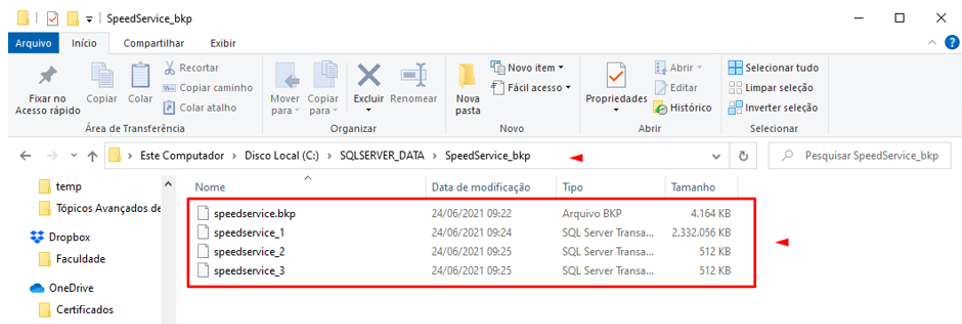 SpeedService_bkp
Arquivo Início Compartilhar Exibir
Fixar no Acesso rápido
Copiar
Colar
Recortar
Copiar caminho
Colar atalho
Área de Transferência
Mover para
Copiar para
Excluir
Renomear
Organizar
Nova pasta
Novo item
Fácil acesso
Novo
Propriedades
Abrir
Editar
Histórico
Abrir
Selecionar tudo
Limpar seleção
Inverter seleção
Selecionar
Este Computador > Disco Local (C:) > SQLSERVER_DATA > SpeedService_bkp
Pesquisar SpeedService_bkp
temp
Tópicos Avançados de
Dropbox
Faculdade
OneDrive
Certificados
Nome Data de modificação Tipo Tamanho
speedservice.bkp 24/06/2021 09:22 Arquivo BKP 4.164 KB
speedservice_1 24/06/2021 09:24 SQL Server Transa... 2.332.056 KB
speedservice_2 24/06/2021 09:25 SQL Server Transa... 512 KB
speedservice_3 24/06/2021 09:25 SQL Server Transa... 512 KB